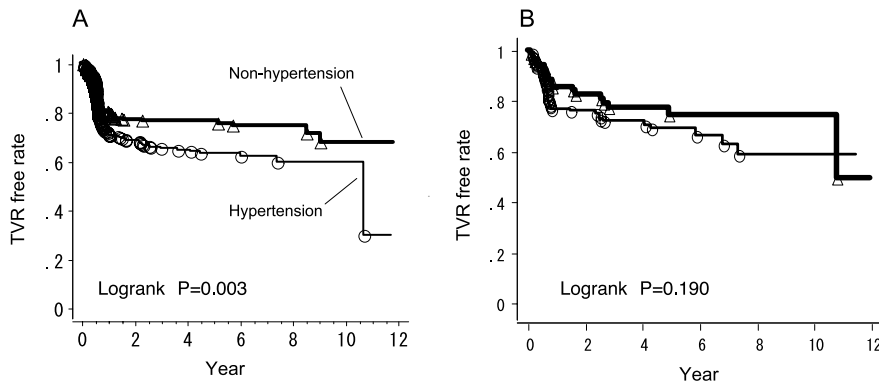 A
TVR free rate
1
.8
.6
.4
.2
0
Non-hypertension
Hypertension
Logrank P=0.003
0 2 4 6 8 10 12
Year
B
TVR free rate
1
.8
.6
.4
.2
0
Logrank P=0.190
0 2 4 6 8 10 12
Year